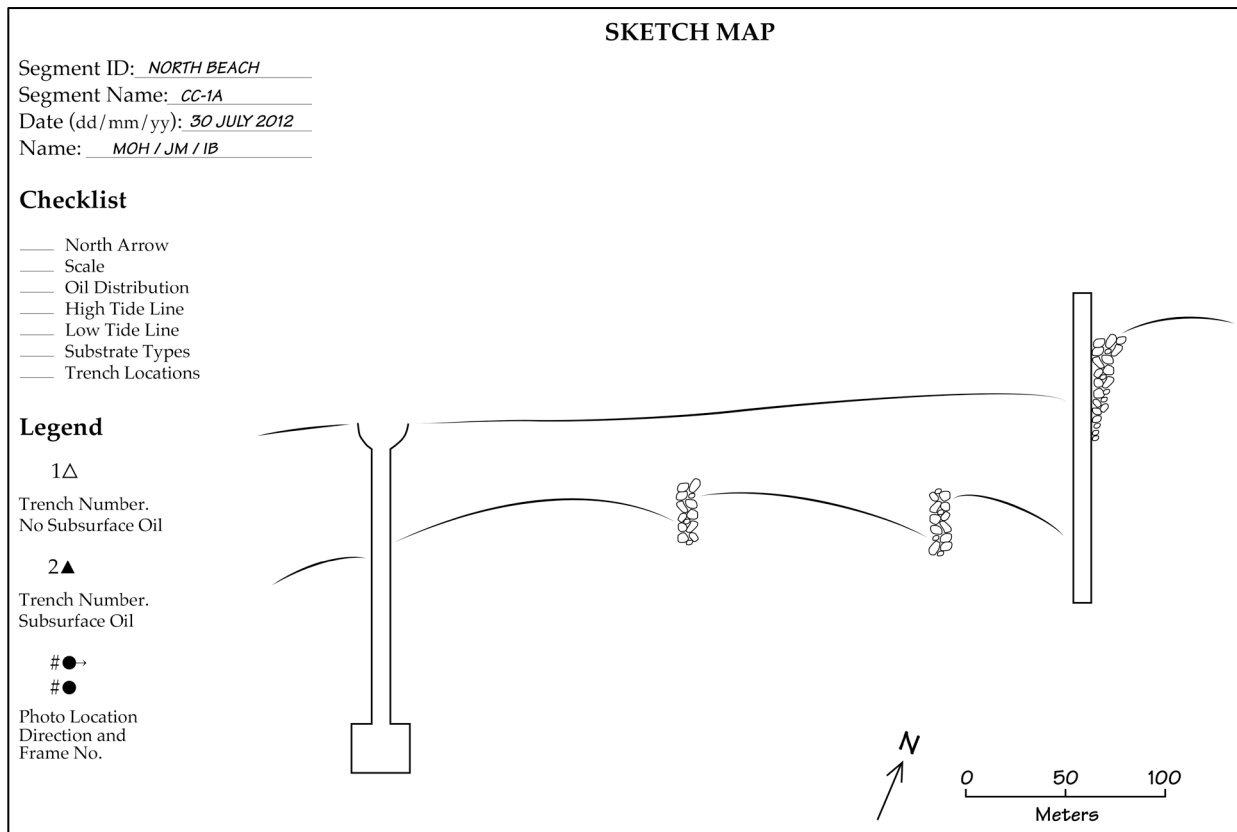 SKETCH MAP
Segment ID: NORTH BEACH
Segment Name: CC-1A
Date (dd/mm/yy): 30 JULY 2012
Name: MOH / JM / IB
Checklist
North Arrow
Scale
Oil Distribution
High Tide Line
Low Tide Line
Substrate Types
Trench Locations
Legend
1△
Trench Number.
No Subsurface Oil
2▲
Trench Number.
Subsurface Oil
#●→
#●
Photo Location
Direction and
Frame No.
N
0 50 100
Meters